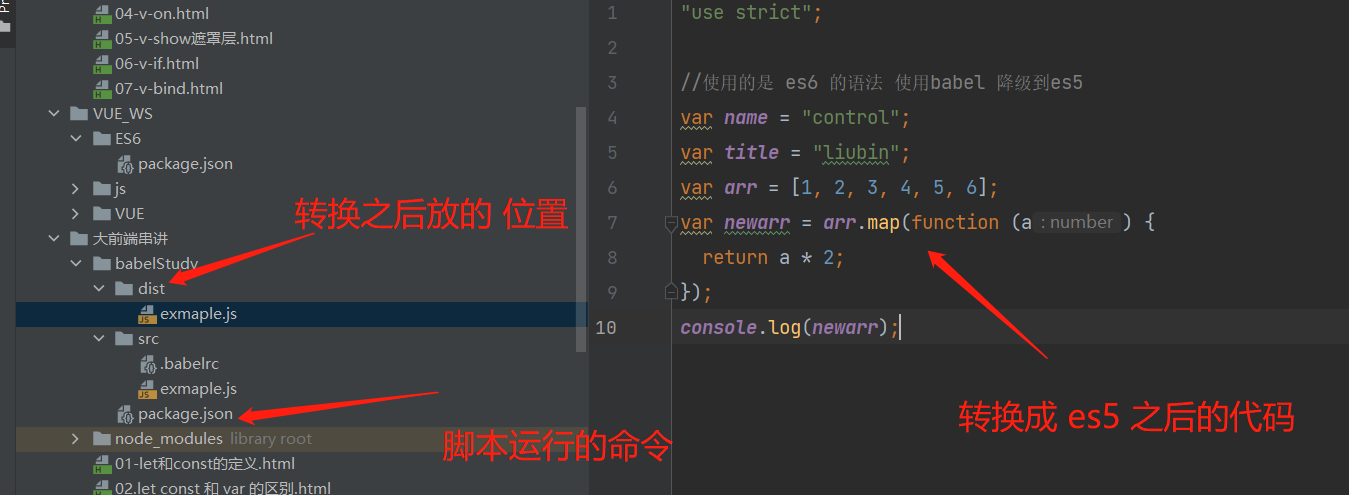 04-v-on.html
05-v-show遮罩层.html
06-v-if.html
07-v-bind.html
VUE_WS
ES6
package.json
js
VUE
大前端串讲
babelStudy
dist
exmaple.js
src
.babelrc
exmaple.js
package.json
node_modules library root
01-let和const的定义.html
02.let const 和 var 的区别.html
转换之后放的 位置
脚本运行的命令
1 "use strict";
2
3 //使用的是 es6 的语法 使用babel 降级到es5
4 var name = "control";
5 var title = "liubin";
6 var arr = [1, 2, 3, 4, 5, 6];
7 var newarr = arr.map(function (a : number ) {
8 return a * 2;
9 });
10 console.log(newarr);
转换成 es5 之后的代码